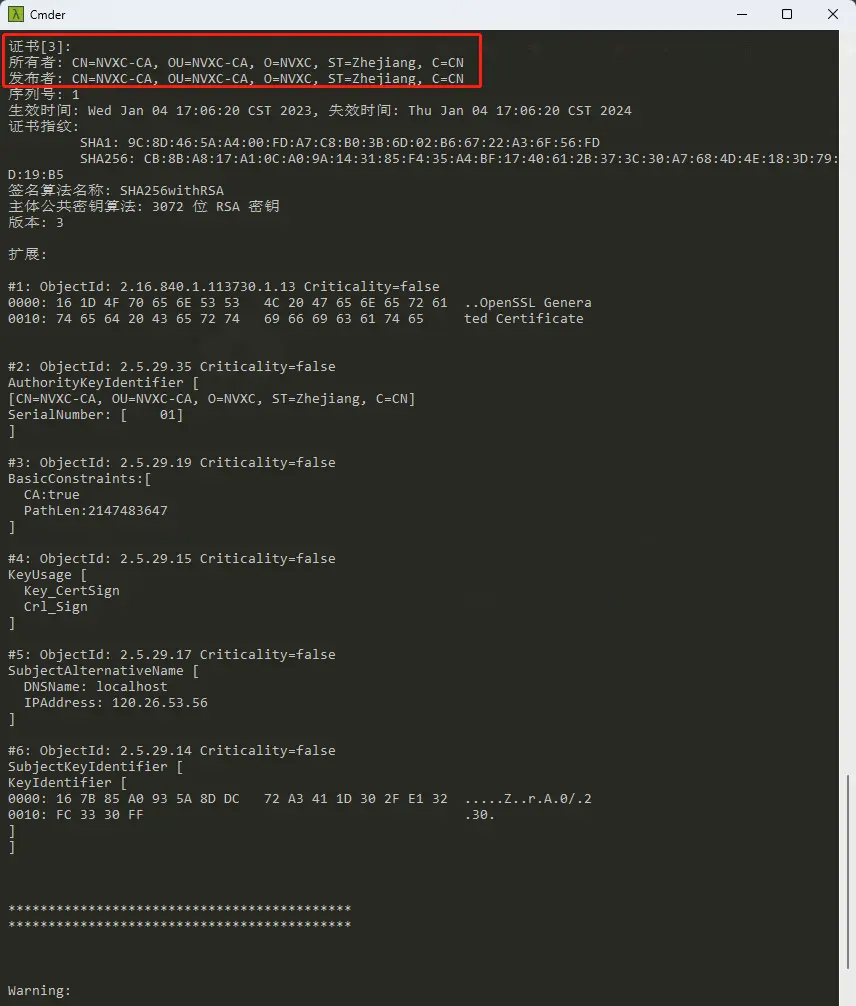 Cmder
证书[3]:
所有者: CN=NVXC-CA, OU=NVXC-CA, O=NVXC, ST=Zhejiang, C=CN
发布者: CN=NVXC-CA, OU=NVXC-CA, O=NVXC, ST=Zhejiang, C=CN
序列号: 1
生效时间: Wed Jan 04 17:06:20 CST 2023, 失效时间: Thu Jan 04 17:06:20 CST 2024
证书指纹:
SHA1: 9C:8D:46:5A:A4:00:FD:A7:C8:B0:3B:6D:02:B6:67:22:A3:6F:56:FD
SHA256: CB:8B:A8:17:A1:0C:A0:9A:14:31:85:F4:35:A4:BF:17:40:61:2B:37:3C:30:A7:68:4D:4E:18:3D:79:
D:19:B5
签名算法名称: SHA256withRSA
主体公共密钥算法: 3072 位 RSA 密钥
版本: 3
扩展:
#1: ObjectId: 2.16.840.1.113730.1.13 Criticality=false
0000: 16 1D 4F 70 65 6E 53 53   4C 20 47 65 6E 65 72 61  ..OpenSSL Genera
0010: 74 65 64 20 43 65 72 74   69 66 69 63 61 74 65     ted Certificate
#2: ObjectId: 2.5.29.35 Criticality=false
AuthorityKeyIdentifier [
[CN=NVXC-CA, OU=NVXC-CA, O=NVXC, ST=Zhejiang, C=CN]
SerialNumber: [    01]
]
#3: ObjectId: 2.5.29.19 Criticality=false
BasicConstraints:[
CA:true
PathLen:2147483647
]
#4: ObjectId: 2.5.29.15 Criticality=false
KeyUsage [
Key_CertSign
Crl_Sign
]
#5: ObjectId: 2.5.29.17 Criticality=false
SubjectAlternativeName [
DNSName: localhost
IPAddress: 120.26.53.56
]
#6: ObjectId: 2.5.29.14 Criticality=false
SubjectKeyIdentifier [
KeyIdentifier [
0000: 16 7B 85 A0 93 5A 8D DC   72 A3 41 1D 30 2F E1 32  .....Z..r.A.0/.2
0010: FC 33 30 FF                                        .30.
]
]
*******************************************
*******************************************
Warning: